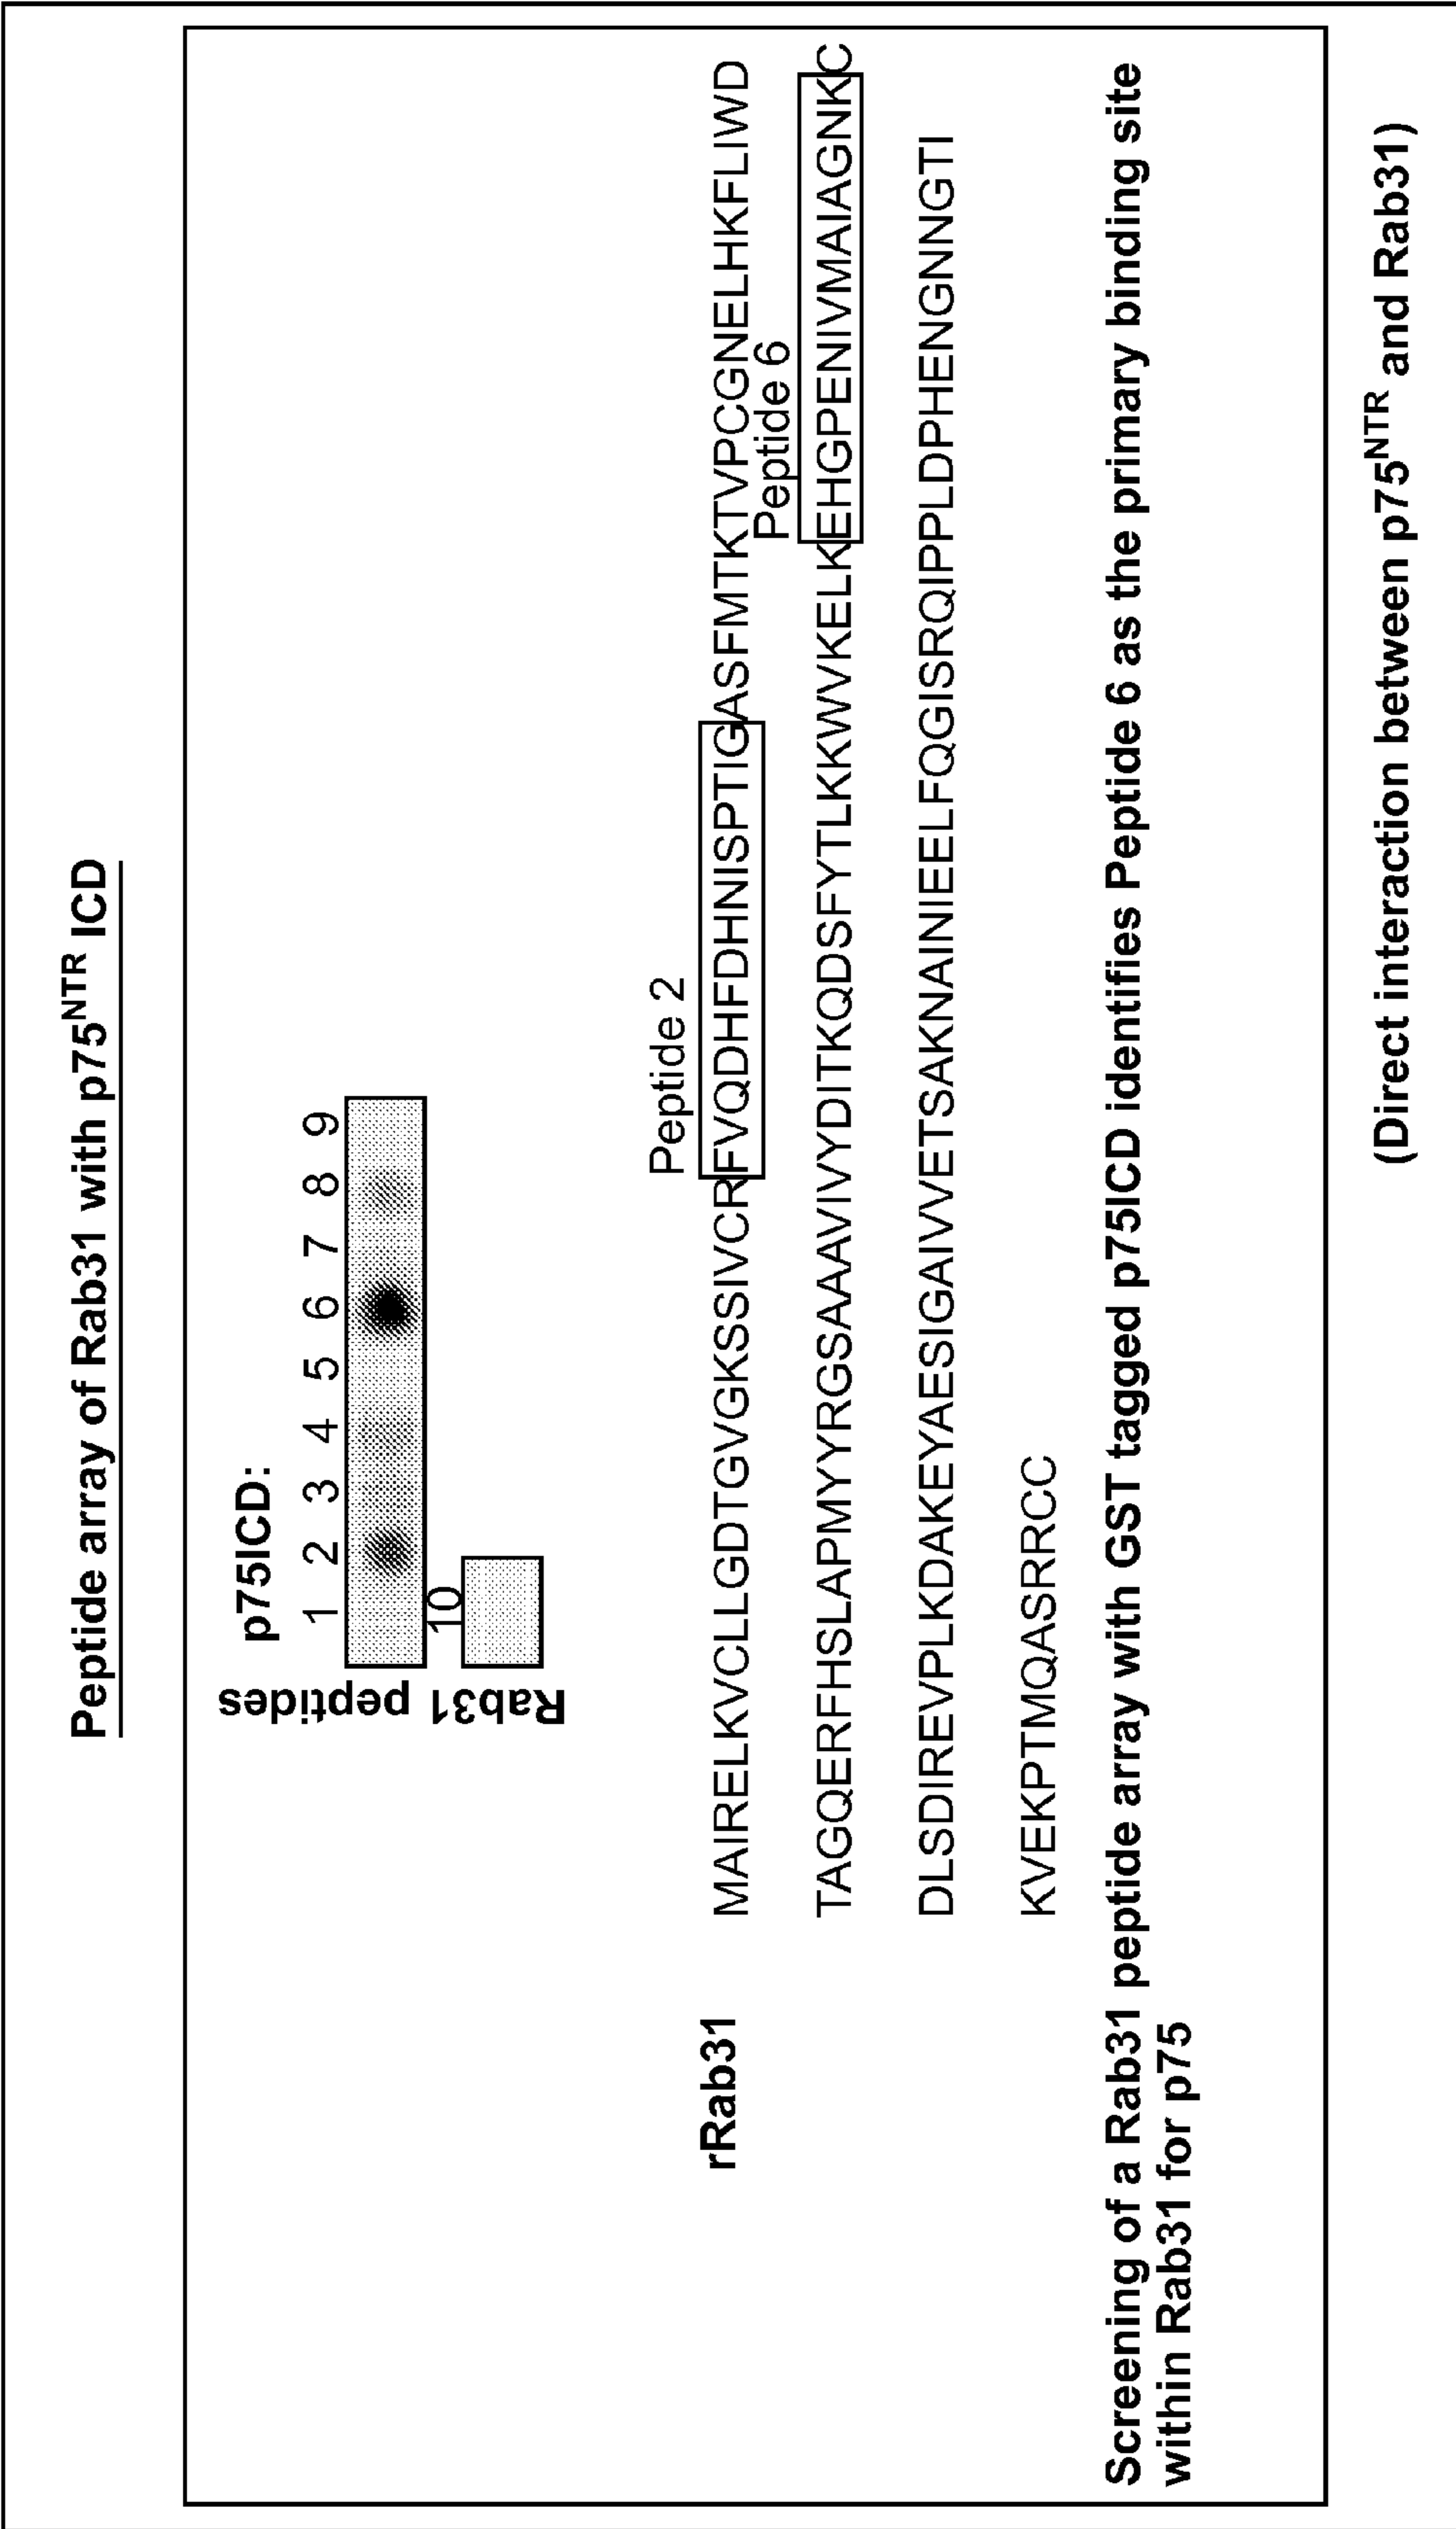 Peptide array of Rab31 with p75NTR ICD
p75ICD:
1 2 3 4 5 6 7 8 9
10
Rab31 peptides
Peptide 2
rRab31
MAIRELKVCLLGDTGVGKSSIVCRFVQDHFDHNISPTIGASFMTKTVPCGNELHKFLIWD
Peptide 6
TAGQERFHSLAPMYYRGSAAAVIVYDITKQDSFYTLKKWVKELKEHGPENIVMAIAGNKC
DLSDIREVPLKDAKEYAESIGAIVVETSAKNAINIEELFQGISRQIPPLDPHENGNNGTI
KVEKPTMQASRRCC
Screening of a Rab31 peptide array with GST tagged p75ICD identifies Peptide 6 as the primary binding site
within Rab31 for p75
(Direct interaction between p75NTR and Rab31)